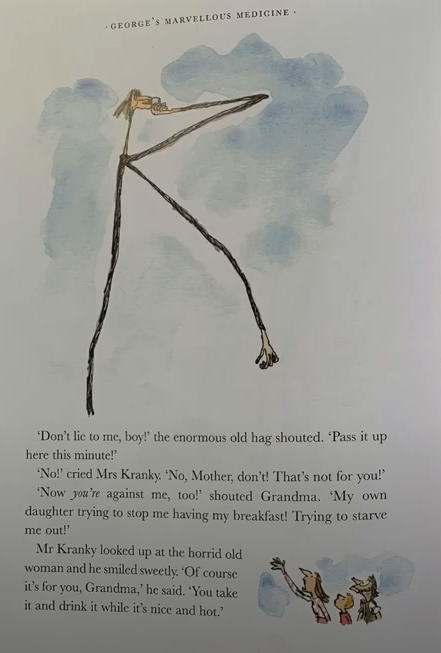 · GEORGE'S MARVELLOUS MEDICINE ·
'Don't lie to me, boy!' the enormous old hag shouted. 'Pass it up
here this minute!'
'No!' cried Mrs Kranky. 'No, Mother, don't! That's not for you!'
'Now you're against me, too!' shouted Grandma. 'My own
daughter trying to stop me having my breakfast! Trying to starve
me out!'
Mr Kranky looked up at the horrid old
woman and he smiled sweetly. 'Of course
it's for you, Grandma,' he said. 'You take
it and drink it while it's nice and hot.'